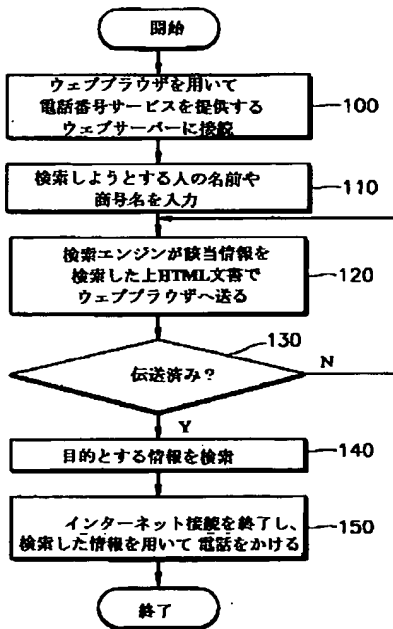 開始
ウェブブラウザを用いて
電話番号サービスを提供する
ウェブサーバーに接続
100
検索しようとする人の名前や
商号名を入力
110
検索エンジンが該当情報を
検索した上HTML文書で
ウェブブラウザへ送る
120
130
伝送済み?
N
Y
目的とする情報を検索
140
インターネット接続を終了し、
検索した情報を用いて 電話をかける
150
終了